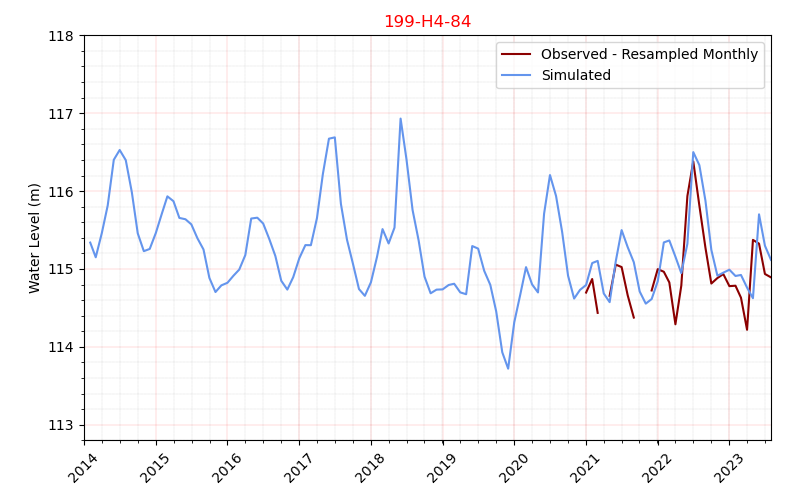 199-H4-84
Observed - Resampled Monthly
Simulated
Water Level (m)
118
117
116
115
114
113
2014 2015 2016 2017 2018 2019 2020 2021 2022 2023